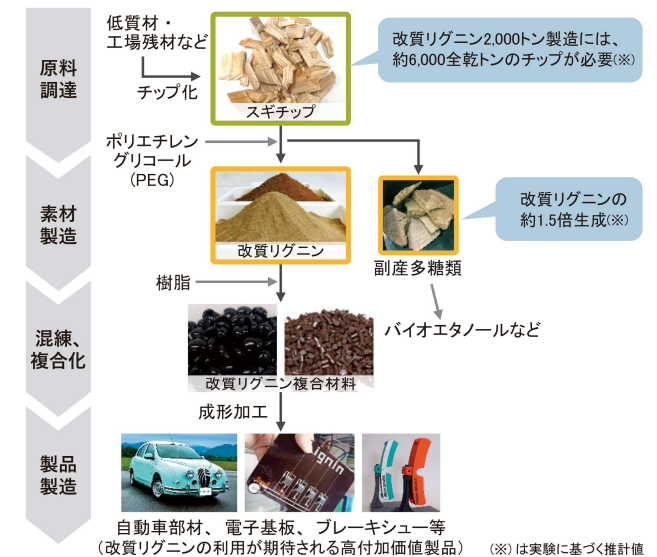 原料
調達
低質材・
工場残材など
チップ化
スギチップ
改質リグニン2,000トン製造には、
約6,000全乾トンのチップが必要(※)
ポリエチレン
グリコール
(PEG)
素材
製造
改質リグニン
副産多糖類
改質リグニンの
約1.5倍生成(※)
樹脂
バイオエタノールなど
混練、
複合化
改質リグニン複合材料
成形加工
製品
製造
lignin
自動車部材、電子基板、ブレーキシュー等
(改質リグニンの利用が期待される高付加価値製品)
(※)は実験に基づく推計値